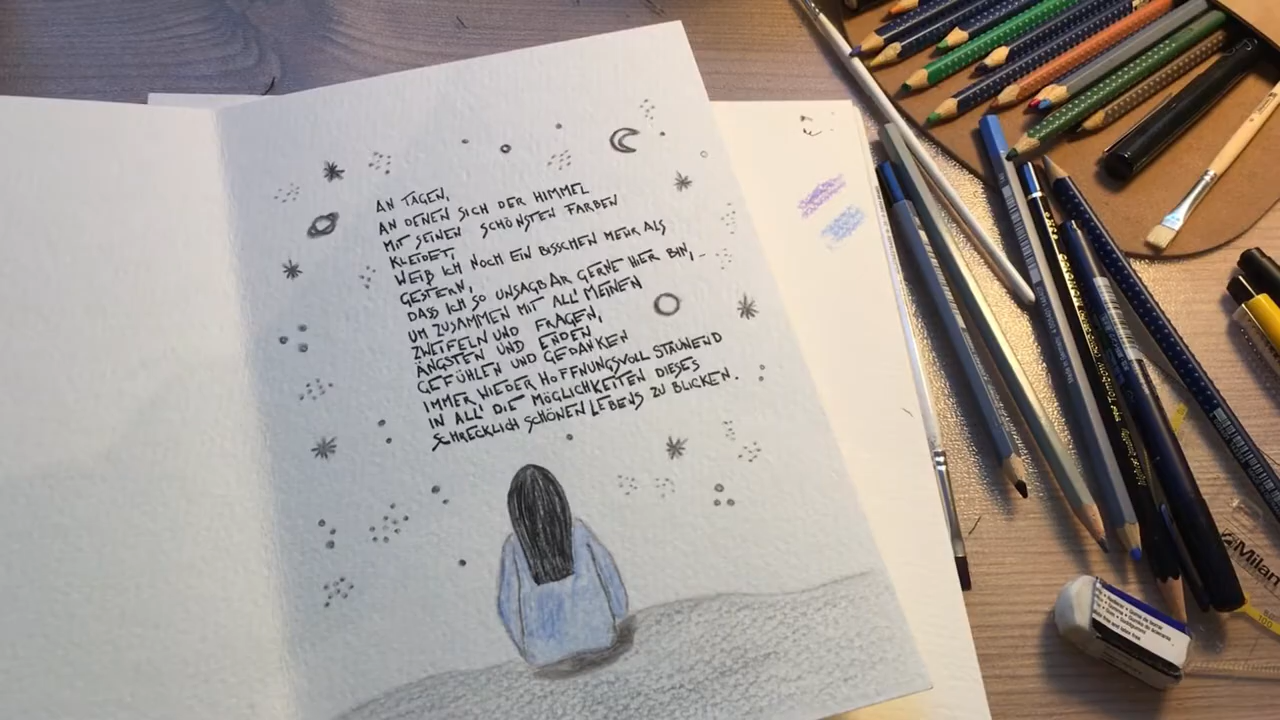 AN TAGEN,
AN DENEN SICH DER HIMMEL
MIT SEINEN SCHÖNSTEN FARBEN
KLEIDET,
WEIß ICH NOCH EIN BISSCHEN MEHR ALS
GESTERN,
DASS ICH SO UNSAGBAR GERNE HIER BIN,
UM ZUSAMMEN MIT ALL' MEINEN
ZWEIFELN UND FRAGEN,
ÄNGSTEN UND ENDEN
GEFÜHLEN UND GEDANKEN
IMMER WIEDER HOFFNUNGSVOLL STAUNEND
IN ALL' DIE MÖGLICHKEITEN DIESES
SCHRECKLICH SCHÖNEN LEBENS ZU BLICKEN.
Milan
Tombow